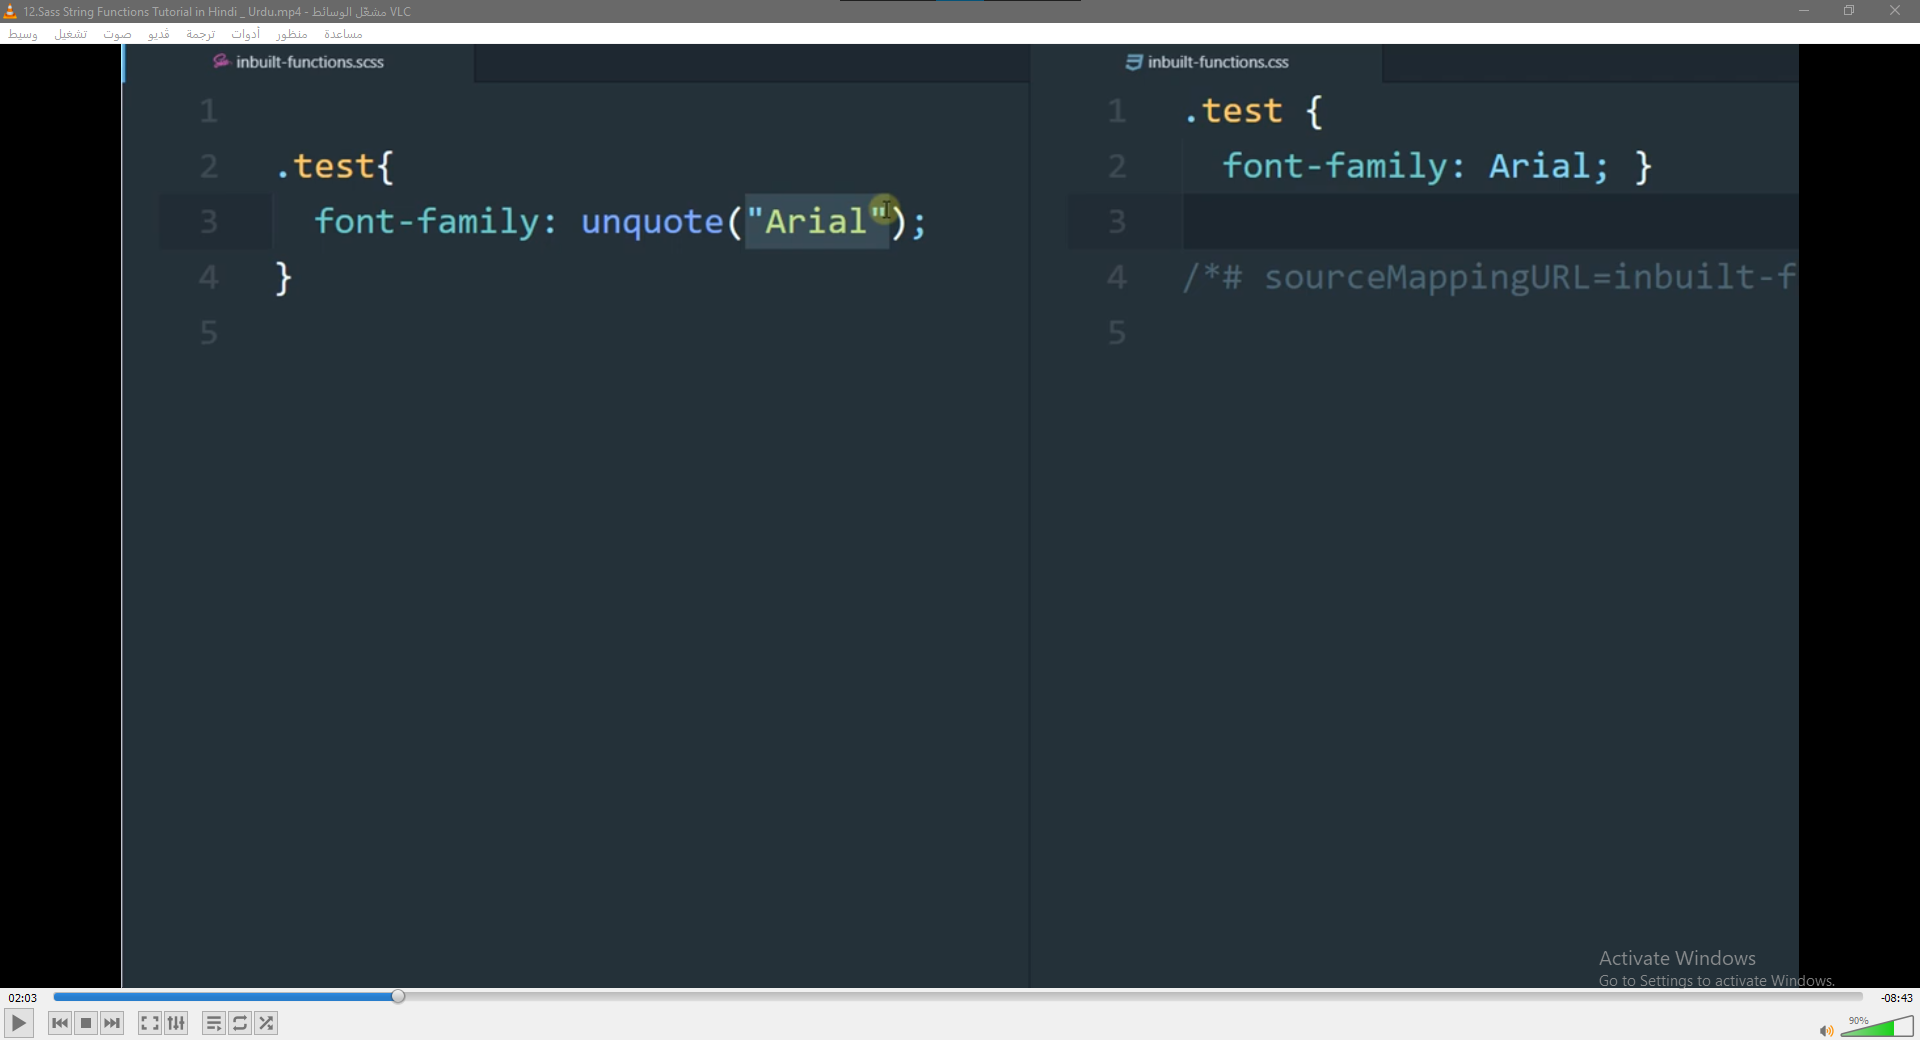 12.Sass String Functions Tutorial in Hindi _ Urdu.mp4 - مشغّل الوسائط VLC
وسيط تشغيل صوت ڤديو ترجمة أدوات منظور مساعدة
inbuilt-functions.scss
1
2 .test{
3 font-family: unquote("Arial");
4 }
5
inbuilt-functions.css
1 .test {
2 font-family: Arial; }
3
4 /*# sourceMappingURL=inbuilt-f
5
Activate Windows
Go to Settings to activate Windows.
02:03
-08:43
90%